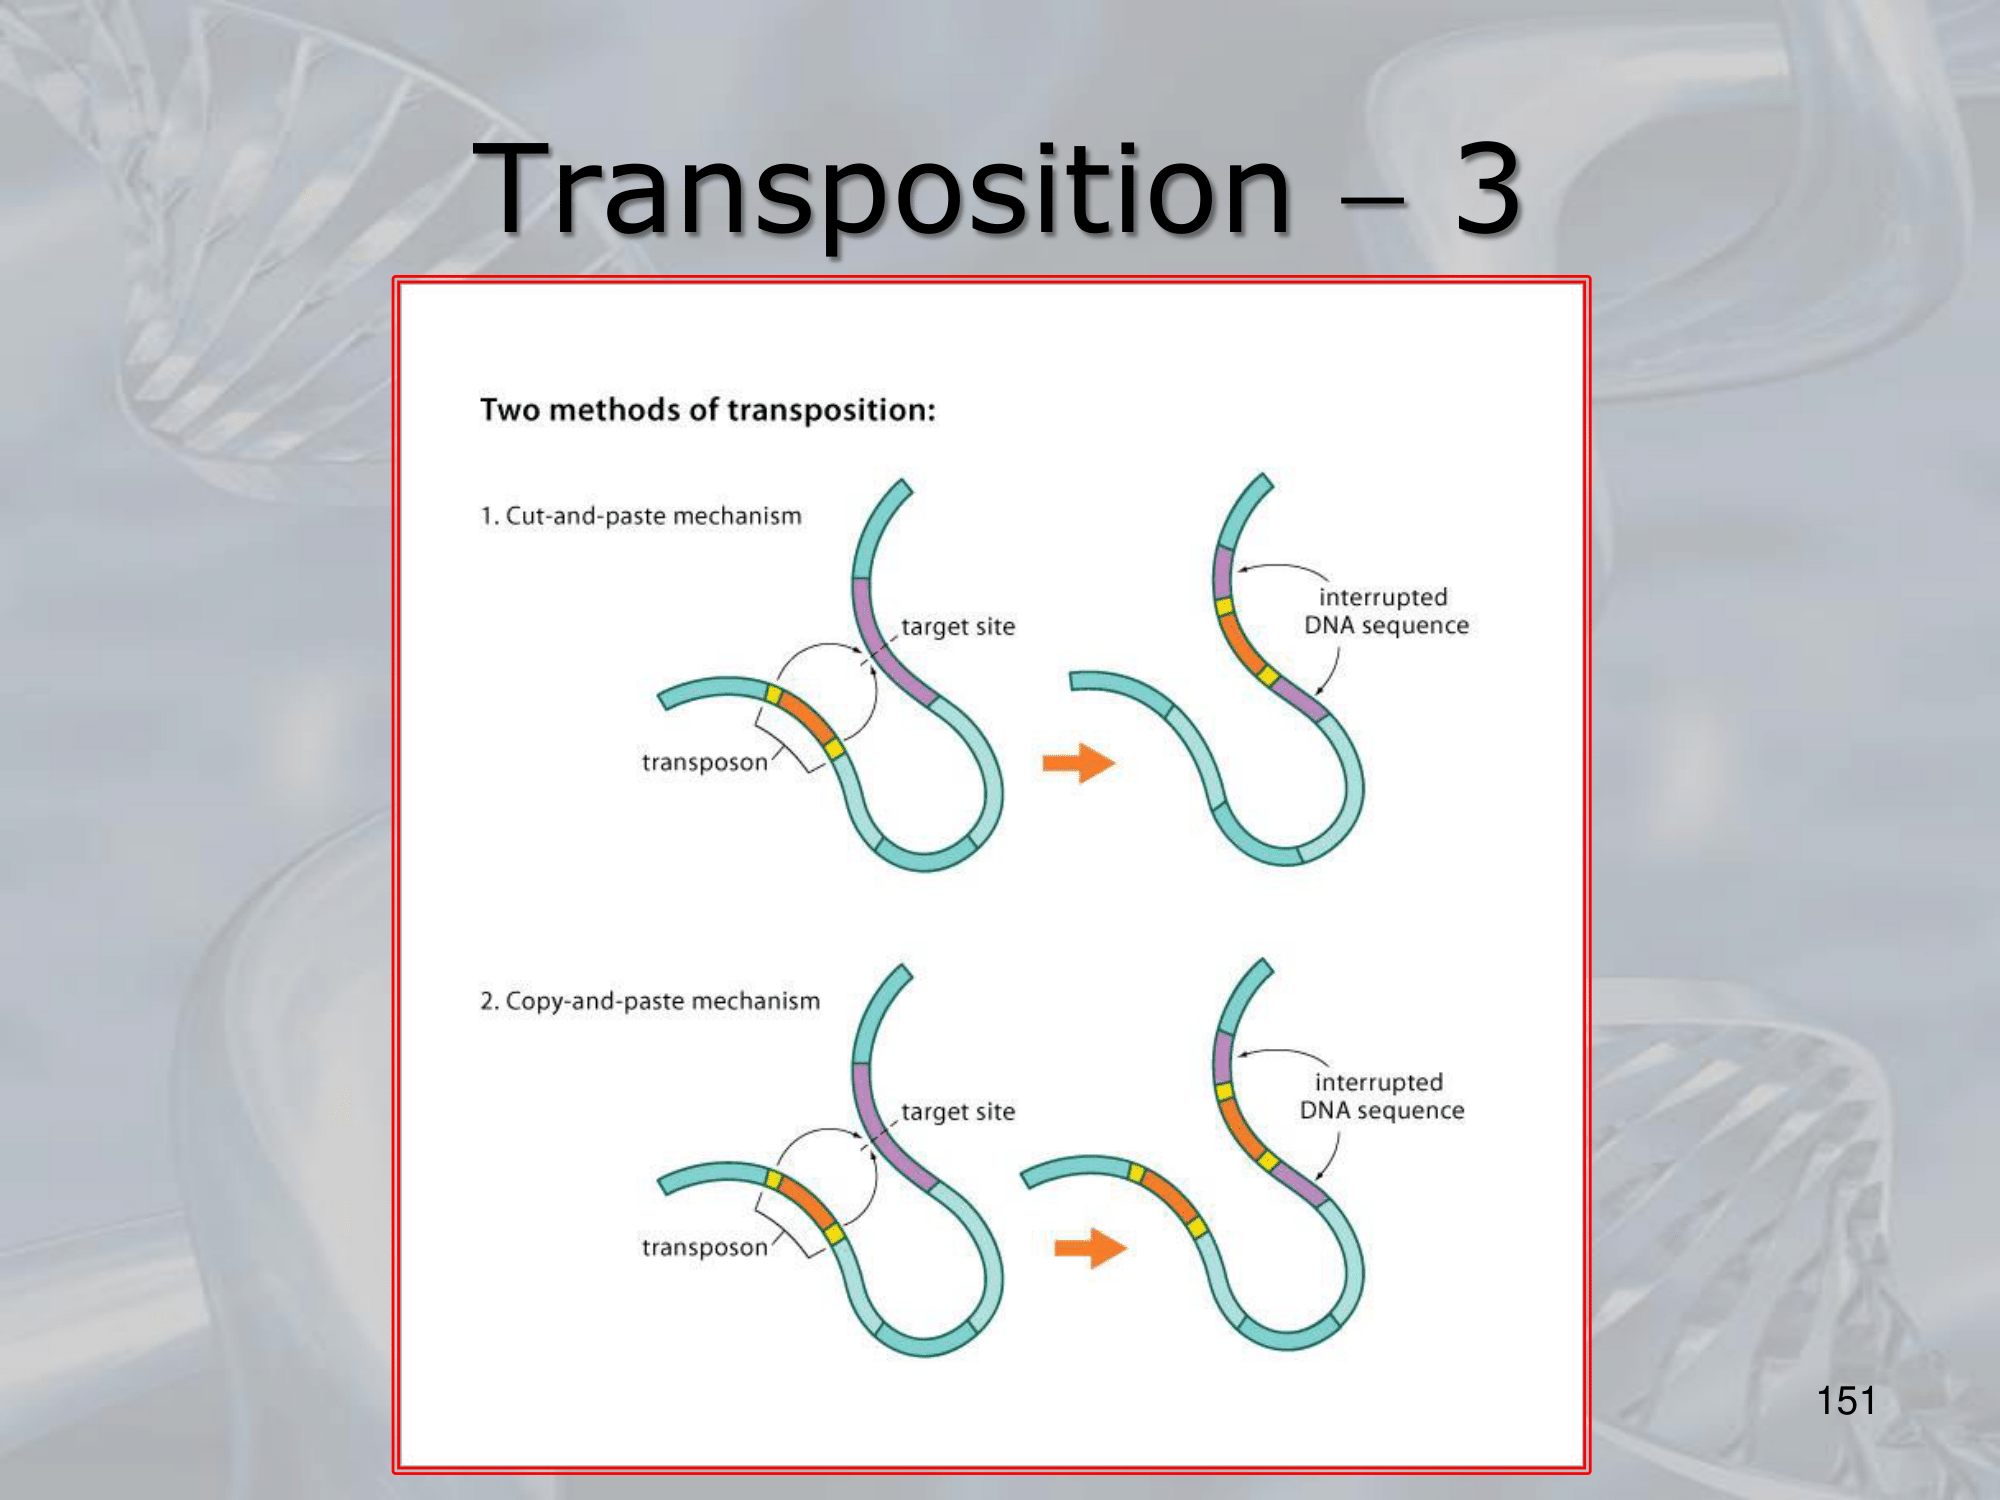 Transposition – 3
Two methods of transposition:
1. Cut-and-paste mechanism
target site
transposon
interrupted
DNA sequence
2. Copy-and-paste mechanism
target site
transposon
interrupted
DNA sequence
151